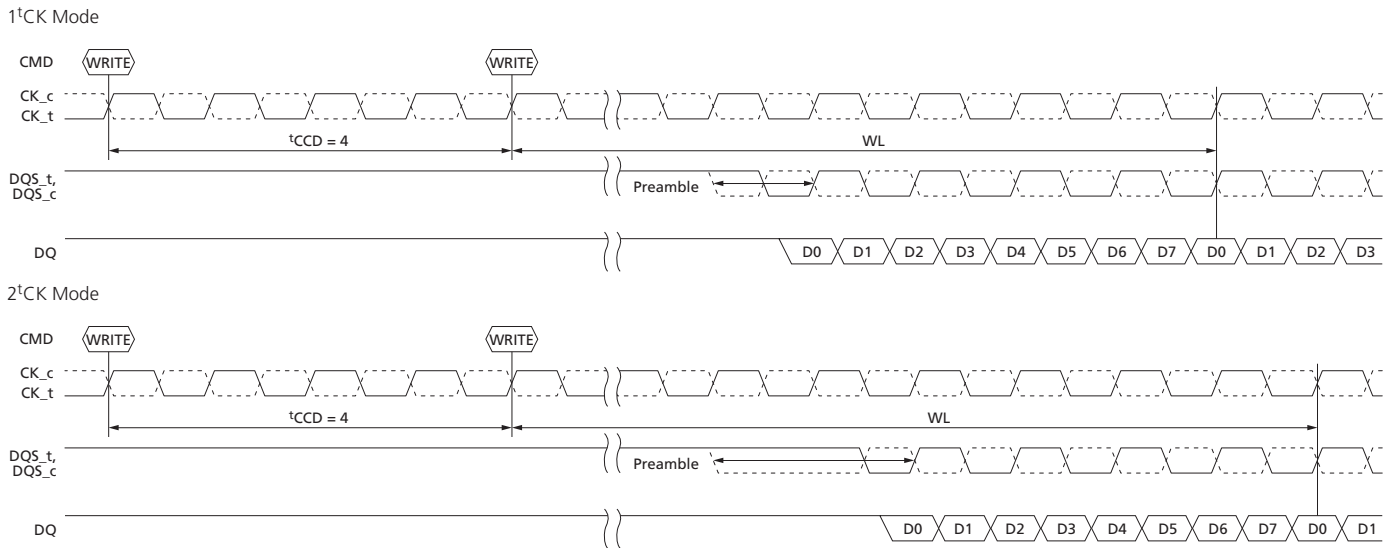 1tCK Mode
CMD WRITE WRITE
CK_c
CK_t
tCCD = 4 WL
DQS_t,
DQS_c Preamble
DQ D0 D1 D2 D3 D4 D5 D6 D7 D0 D1 D2 D3
2tCK Mode
CMD WRITE WRITE
CK_c
CK_t
tCCD = 4 WL
DQS_t,
DQS_c Preamble
DQ D0 D1 D2 D3 D4 D5 D6 D7 D0 D1